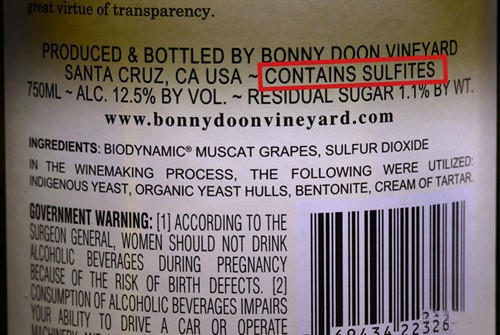 great virtue of transparency.
PRODUCED & BOTTLED BY BONNY DOON VINEYARD
SANTA CRUZ, CA USA ~ CONTAINS SULFITES
750ML ~ ALC. 12.5% BY VOL. ~ RESIDUAL SUGAR 1.1% BY WT.
www.bonnydoonvineyard.com
INGREDIENTS: BIODYNAMIC® MUSCAT GRAPES, SULFUR DIOXIDE
IN THE WINEMAKING PROCESS, THE FOLLOWING WERE UTILIZED:
INDIGENOUS YEAST, ORGANIC YEAST HULLS, BENTONITE, CREAM OF TARTAR.
GOVERNMENT WARNING: [1] ACCORDING TO THE
SURGEON GENERAL, WOMEN SHOULD NOT DRINK
ALCOHOLIC BEVERAGES DURING PREGNANCY
BECAUSE OF THE RISK OF BIRTH DEFECTS. [2]
CONSUMPTION OF ALCOHOLIC BEVERAGES IMPAIRS
YOUR ABILITY TO DRIVE A CAR OR OPERATE